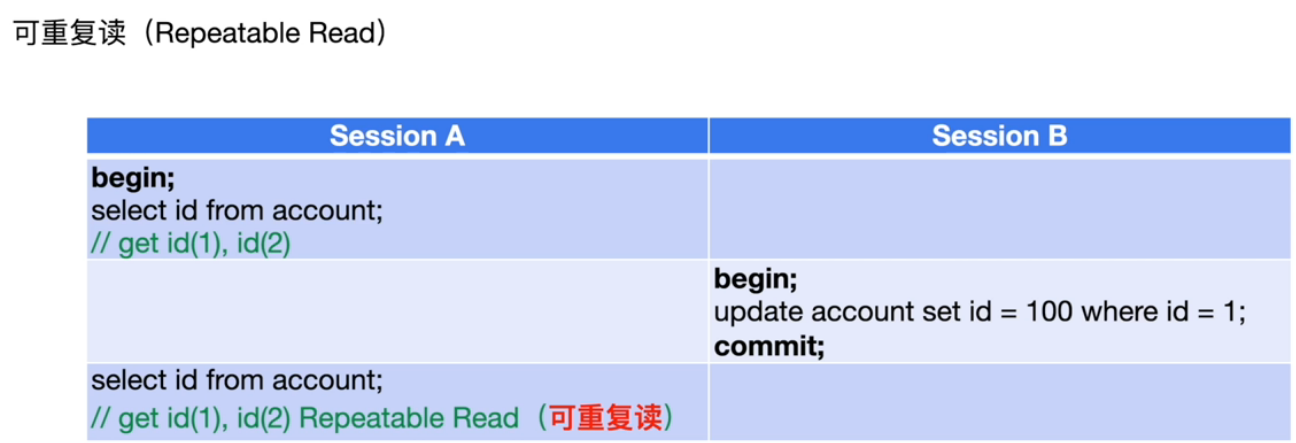 可重复读（Repeatable Read）
Session A
Session B
begin;
select id from account;
// get id(1), id(2)
begin;
update account set id = 100 where id = 1;
commit;
select id from account;
// get id(1), id(2) Repeatable Read（可重复读）